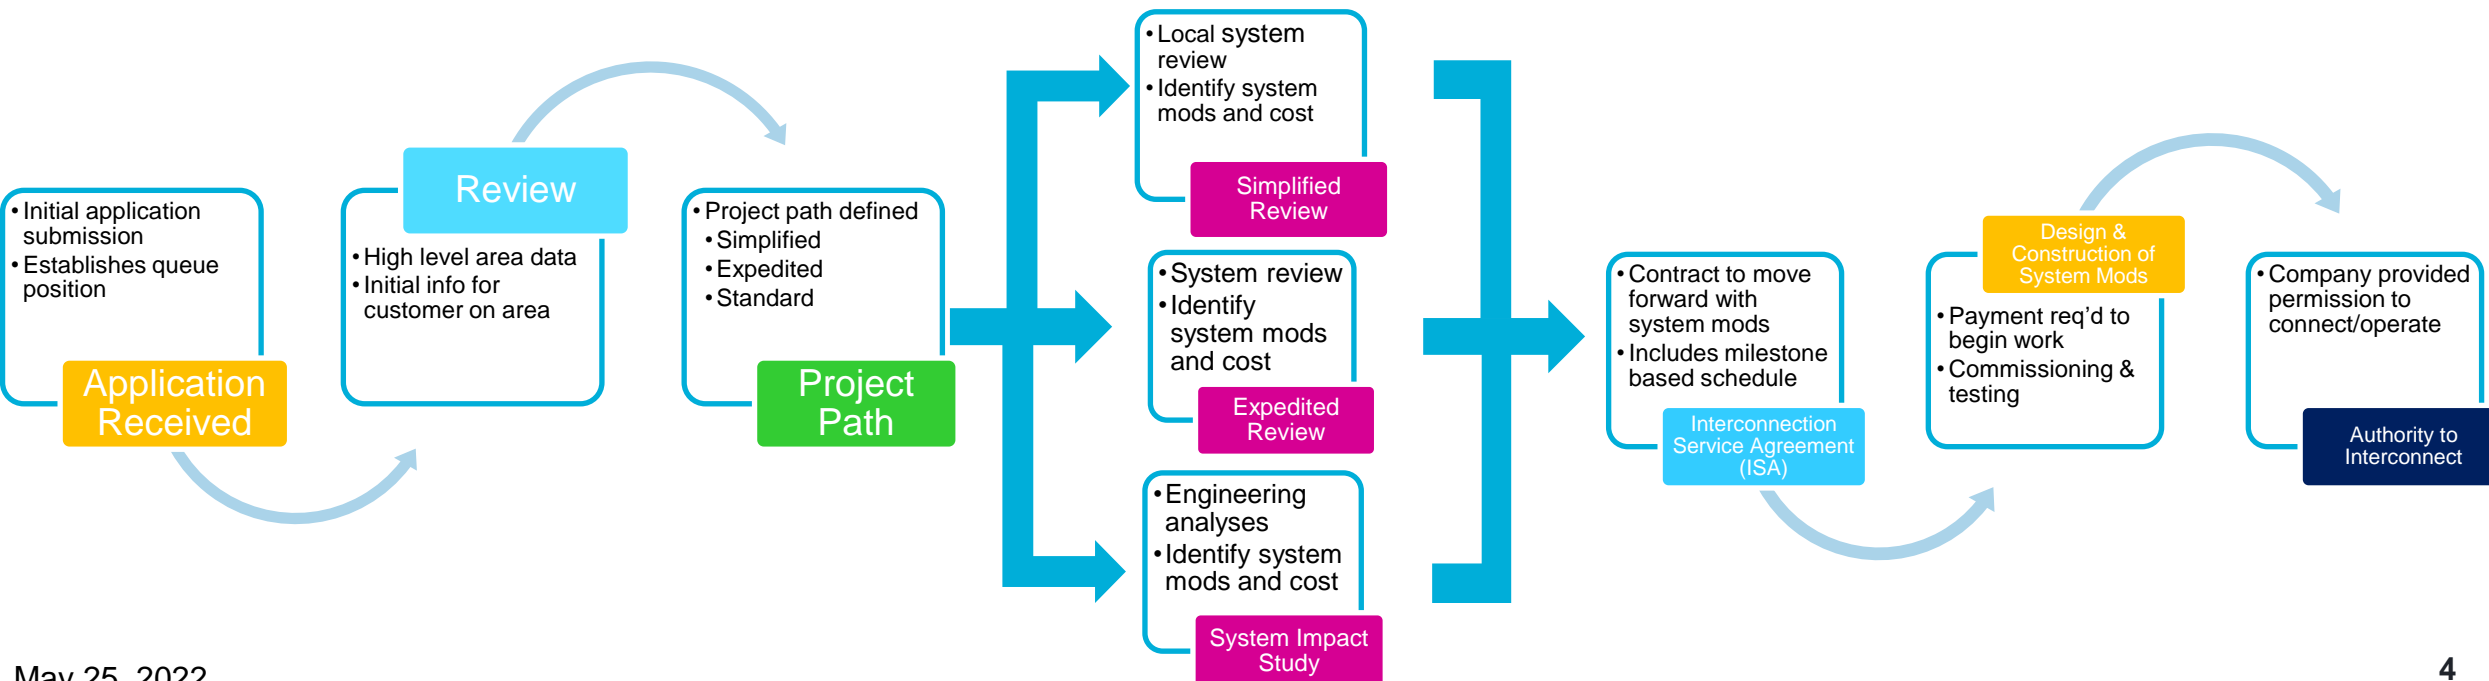 • Initial application
submission
• Establishes queue
position
Application
Received
Review
• High level area data
• Initial info for
customer on area
• Project path defined
• Simplified
• Expedited
• Standard
Project
Path
• Local system
review
• Identify system
mods and cost
Simplified
Review
• System review
• Identify
system mods
and cost
Expedited
Review
• Engineering
analyses
• Identify system
mods and cost
System Impact
Study
• Contract to move
forward with
system mods
• Includes milestone
based schedule
Interconnection
Service Agreement
(ISA)
Design &
Construction of
System Mods
• Payment req’d to
begin work
• Commissioning &
testing
• Company provided
permission to
connect/operate
Authority to
Interconnect
May 25, 2022
4